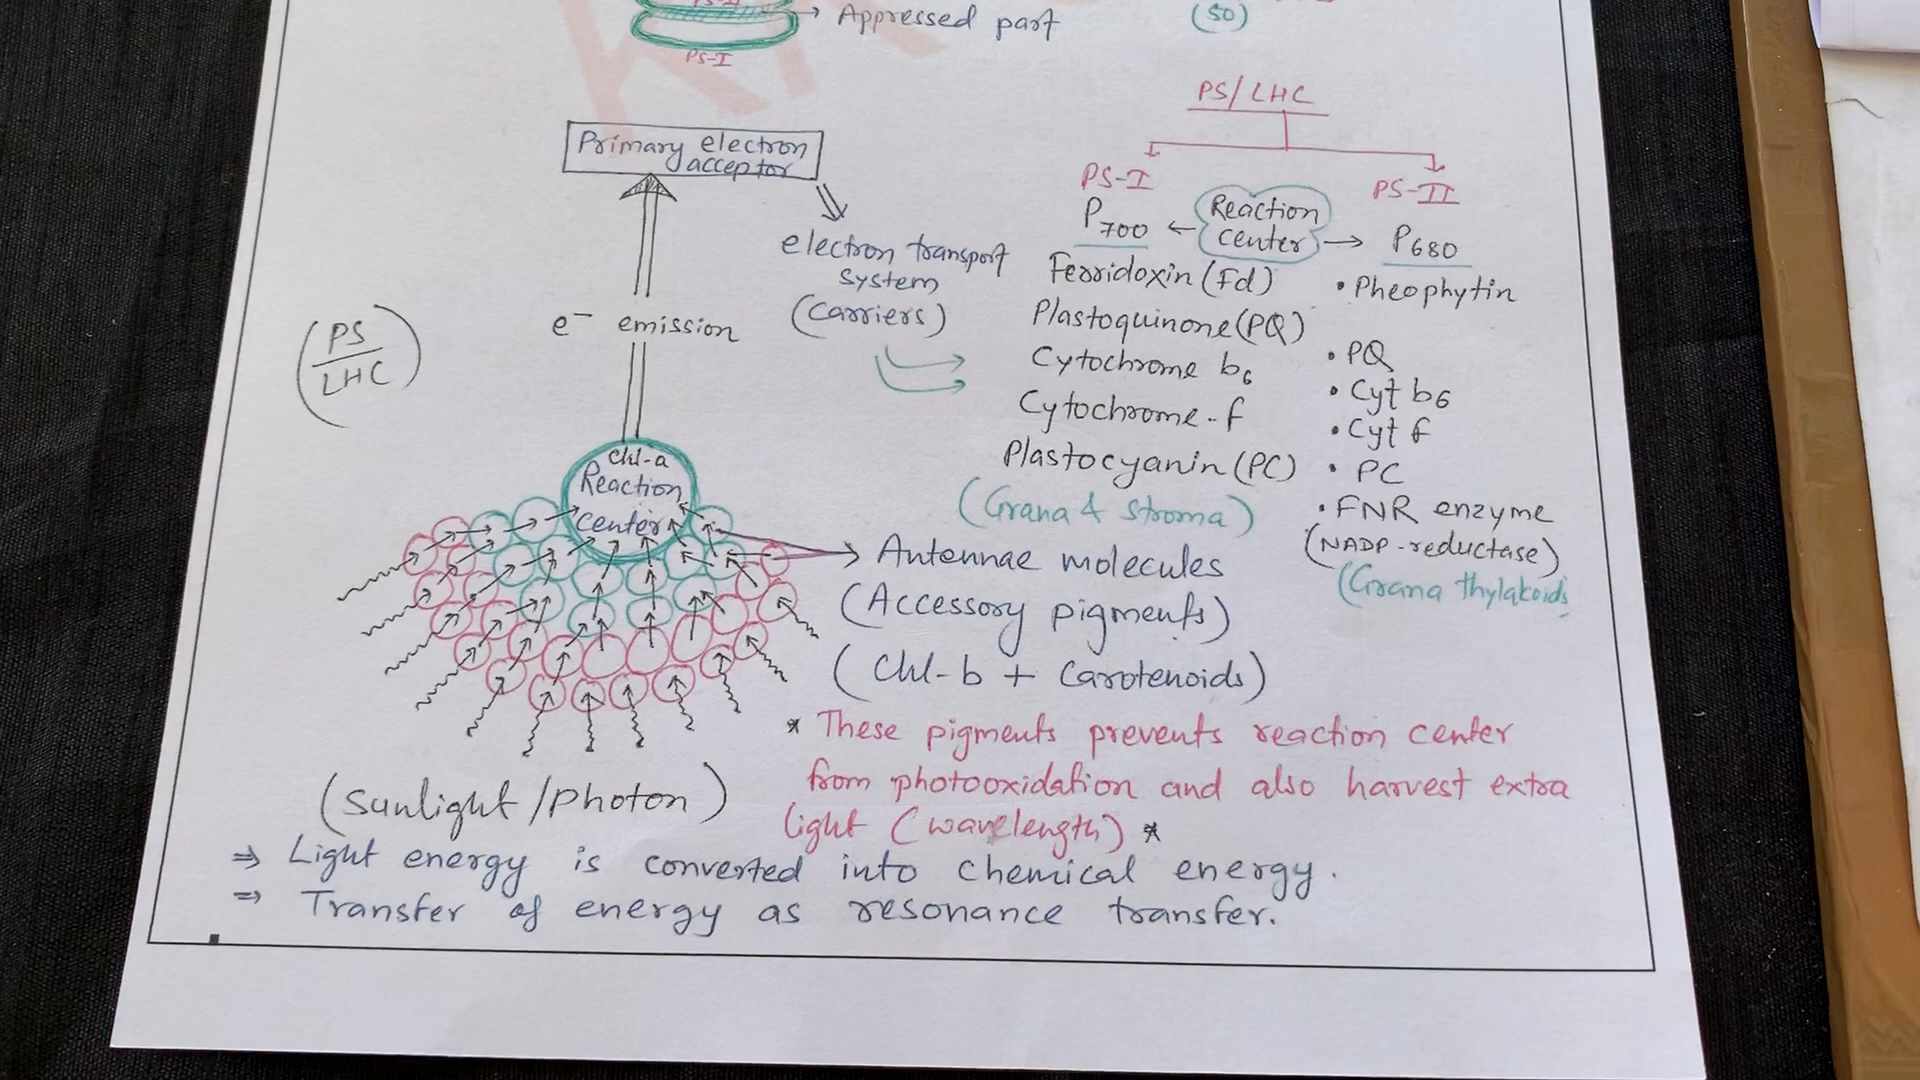 Appressed part
(50)
PS-I
PS/LHC
Primary electron
acceptor
PS-I
PS-II
P700
Reaction
center
P680
electron transport
system
(Carriers)
Ferridoxin (Fd)
• Pheophytin
Plastoquinone (PQ)
e- emission
(PS/LHC)
Cytochrome b6
• PQ
• Cyt b6
Cytochrome-f
• Cyt f
Chl-a
Reaction
center
Plastocyanin (PC)
• PC
(Grana & stroma)
• FNR enzyme
(NADP-reductase)
(Grana thylakoids
Antennae molecules
(Accessory pigments)
(Chl-b + Carotenoids)
* These pigments prevents reaction center
from photooxidation and also harvest extra
light (wavelength) *
(Sunlight/Photon)
⇒ Light energy is converted into chemical energy.
⇒ Transfer of energy as resonance transfer.